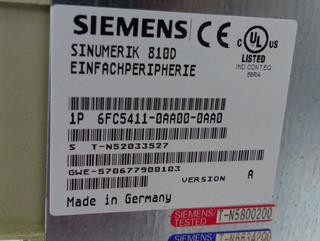 SIEMENS CE
SINUMERIK 810D
EINFACHPERIPHERIE
C UL US
LISTED
IND.CONT.EQ
58RA
1P 6FC5411-0AA00-0AA0
S T-N52033527
GWE-570677900103
VERSION A
Made in Germany
SIEMENS TESTED T-N5800200
SIEMENS